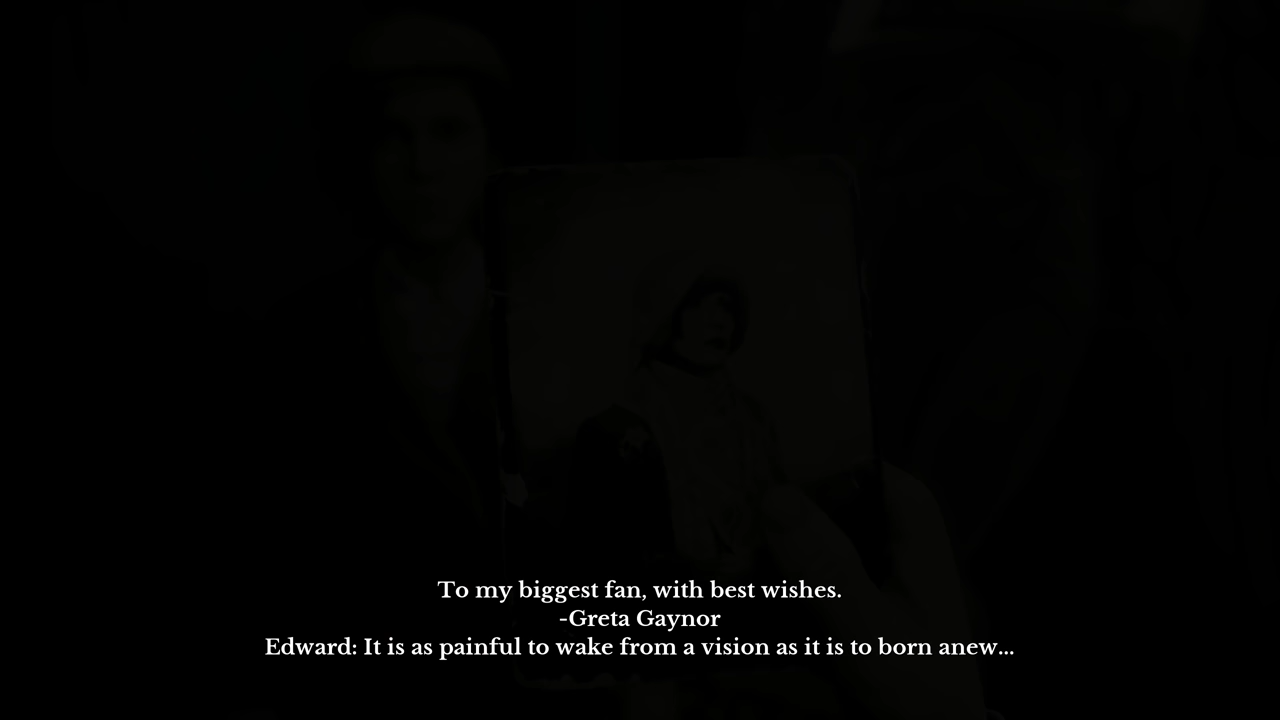 To my biggest fan, with best wishes.
-Greta Gaynor
Edward: It is as painful to wake from a vision as it is to born anew...